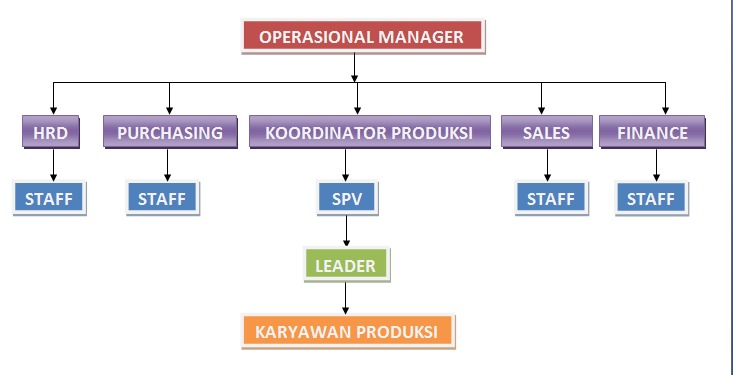 OPERASIONAL MANAGER
HRD
PURCHASING
KOORDINATOR PRODUKSI
SALES
FINANCE
STAFF
STAFF
SPV
STAFF
STAFF
LEADER
KARYAWAN PRODUKSI